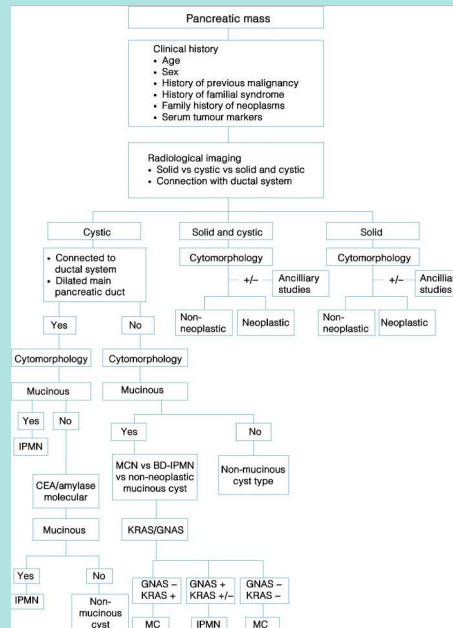 Pancreatic mass
Clinical history
• Age
• Sex
• History of previous malignancy
• History of familial syndrome
• Family history of neoplasms
• Serum tumour markers
Radiological imaging
• Solid vs cystic vs solid and cystic
• Connection with ductal system
Cystic
Solid and cystic
Solid
• Connected to
ductal system
• Dilated main
pancreatic duct
Cytomorphology
+/–
Ancilliary
studies
Non-
neoplastic
Neoplastic
Cytomorphology
+/–
Ancilliar
studies
Non-
neoplastic
Neoplastic
Yes
No
Cytomorphology
Cytomorphology
Mucinous
Mucinous
Yes
No
IPMN
CEA/amylase
molecular
Mucinous
Yes
No
IPMN
Non-
mucinous
cyst
Yes
No
MCN vs BD-IPMN
vs non-neoplastic
mucinous cyst
Non-mucinous
cyst type
KRAS/GNAS
GNAS –
KRAS +
GNAS +
KRAS +/–
GNAS –
KRAS –
MC
IPMN
MC